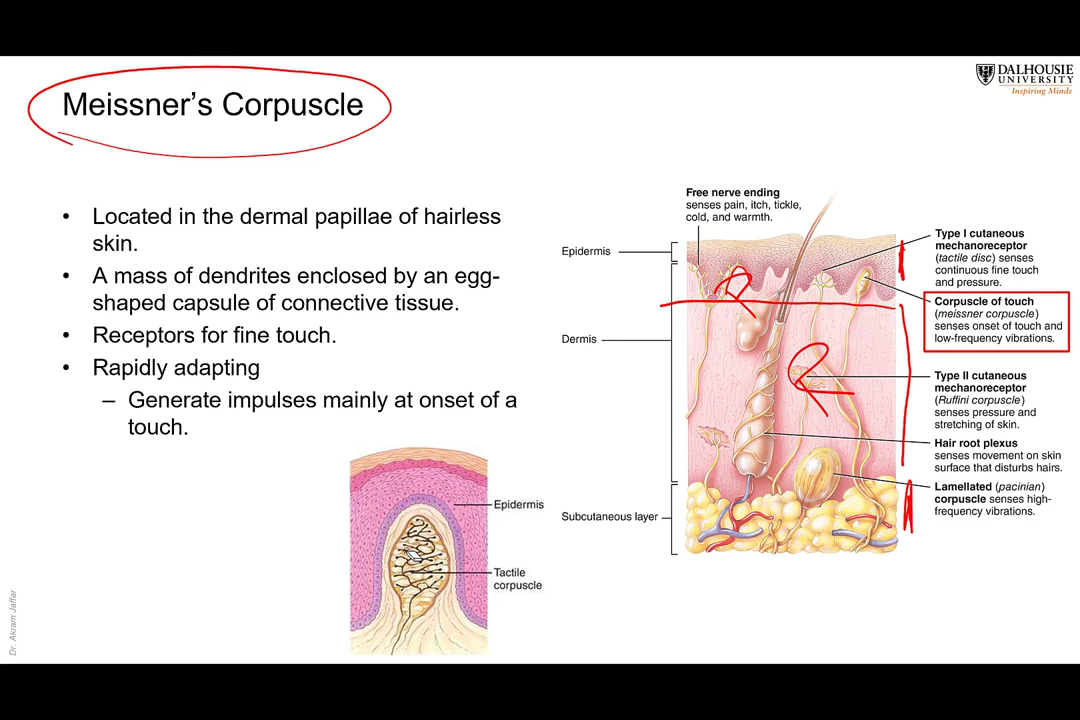 DALHOUSIE
UNIVERSITY
Inspiring Minds
Meissner’s Corpuscle
• Located in the dermal papillae of hairless
skin.
• A mass of dendrites enclosed by an egg-
shaped capsule of connective tissue.
• Receptors for fine touch.
• Rapidly adapting
– Generate impulses mainly at onset of a
touch.
Epidermis
Tactile
corpuscle
Free nerve ending
senses pain, itch, tickle,
cold, and warmth.
Epidermis
Dermis
Subcutaneous layer
Type I cutaneous
mechanoreceptor
(tactile disc) senses
continuous fine touch
and pressure.
Corpuscle of touch
(meissner corpuscle)
senses onset of touch and
low-frequency vibrations.
Type II cutaneous
mechanoreceptor
(Ruffini corpuscle)
senses pressure and
stretching of skin.
Hair root plexus
senses movement on skin
surface that disturbs hairs.
Lamellated (pacinian)
corpuscle senses high-
frequency vibrations.
Dr. Akram Jaffar